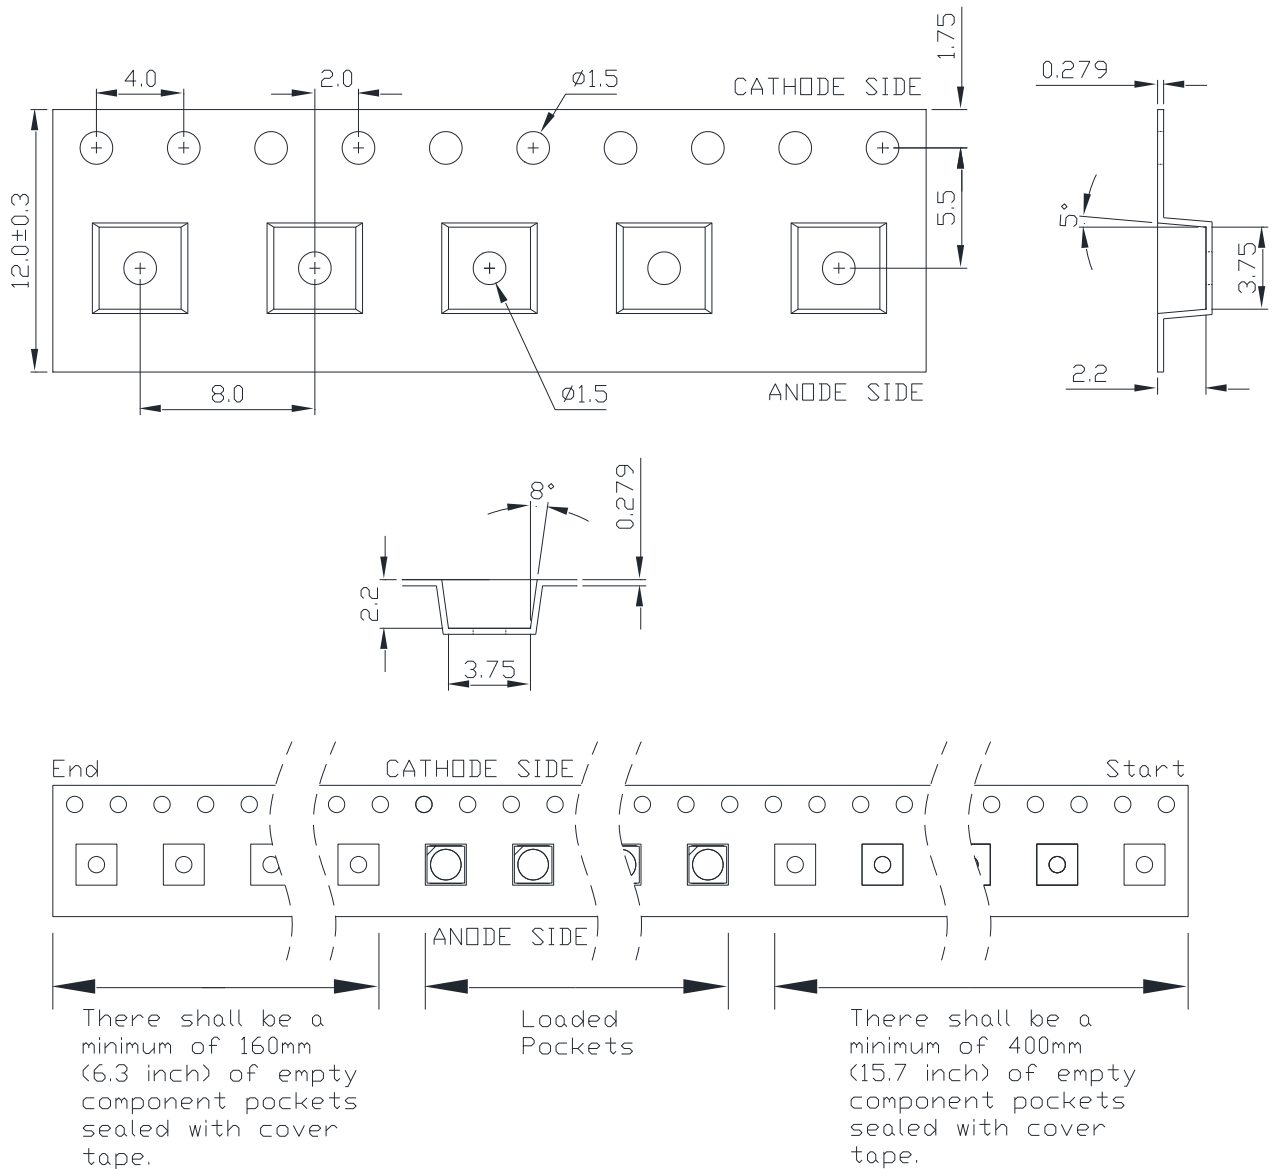 1.75
4.0
2.0
ø1.5
CATHODE SIDE
0.279
12.0±0.3
5.5
5°
3.75
8.0
ø1.5
ANODE SIDE
2.2
8°
0.279
2.2
3.75
End
CATHODE SIDE
Start
ANODE SIDE
There shall be a
minimum of 160mm
(6.3 inch) of empty
component pockets
sealed with cover
tape.
Loaded
Pockets
There shall be a
minimum of 400mm
(15.7 inch) of empty
component pockets
sealed with cover
tape.